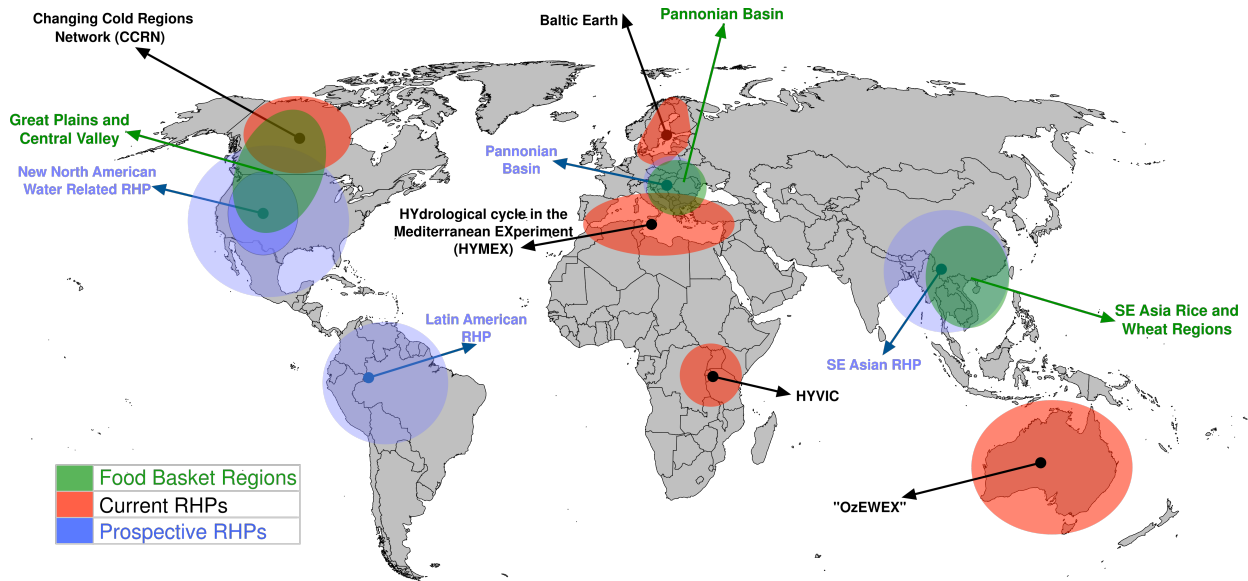 Changing Cold Regions
Network (CCRN)
Baltic Earth
Pannonian Basin
Great Plains and
Central Valley
Pannonian
Basin
New North American
Water Related RHP
HYdrological cycle in the
Mediterranean EXperiment
(HYMEX)
Latin American
RHP
SE Asia Rice and
Wheat Regions
SE Asian RHP
HYVIC
"OzEWEX"
Food Basket Regions
Current RHPs
Prospective RHPs